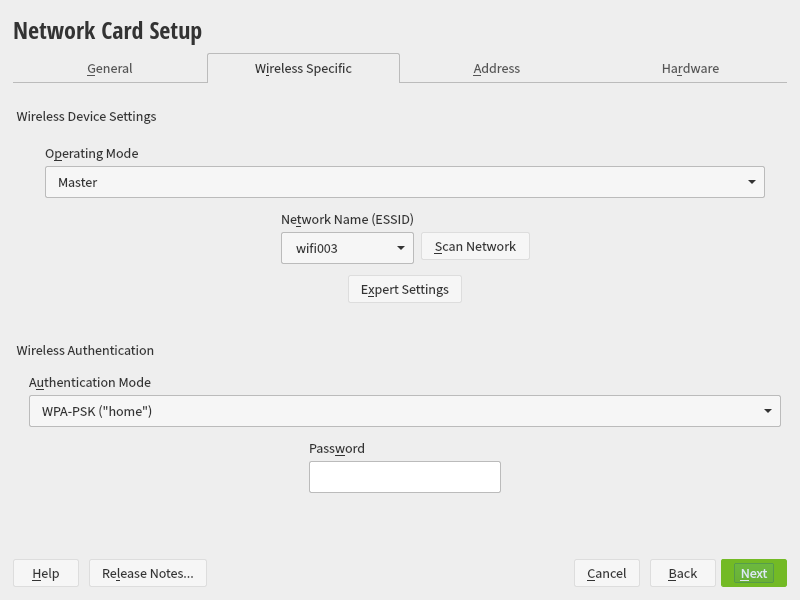 Network Card Setup
General
Wireless Specific
Address
Hardware
Wireless Device Settings
Operating Mode
Master
Network Name (ESSID)
wifi003
Scan Network
Expert Settings
Wireless Authentication
Authentication Mode
WPA-PSK ("home")
Password
Help
Release Notes...
Cancel
Back
Next